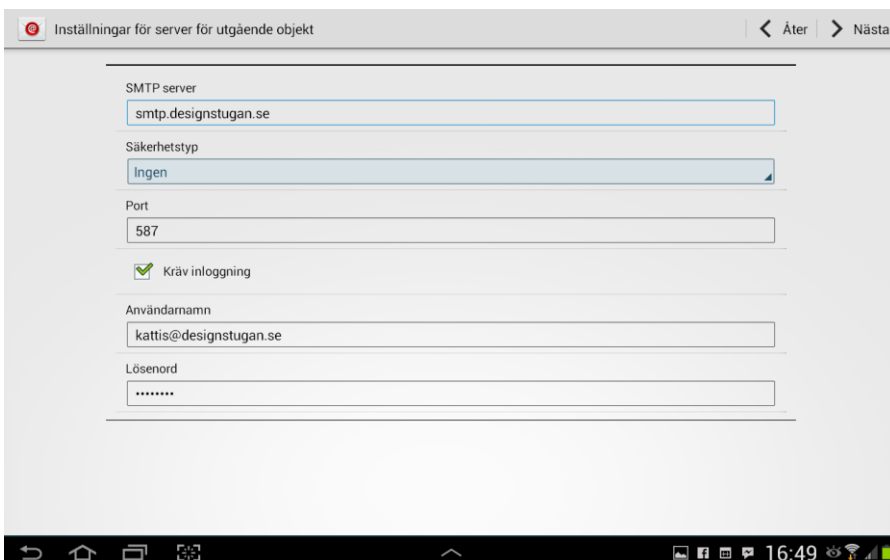 Inställningar för server för utgående objekt
Åter
Nästa
SMTP server
smtp.designstugan.se
Säkerhetstyp
Ingen
Port
587
Kräv inloggning
Användarnamn
kattis@designstugan.se
Lösenord
••••••••
16:49